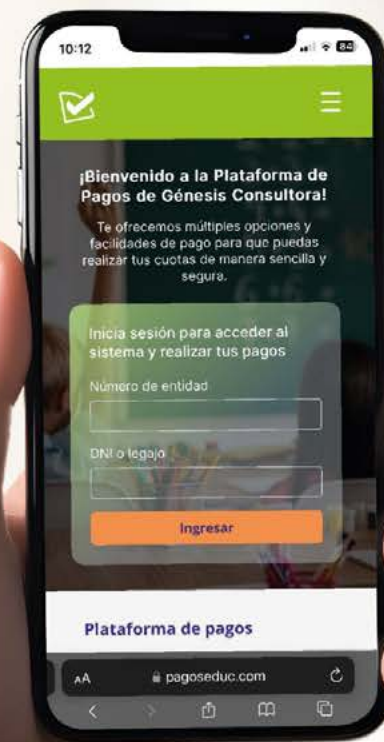 10:12
84
¡Bienvenido a la Plataforma de
Pagos de Génesis Consultora!
Te ofrecemos múltiples opciones y
facilidades de pago para que puedas
realizar tus cuotas de manera sencilla y
segura.
Inicia sesión para acceder al
sistema y realizar tus pagos
Número de entidad
DNI o legajo
Ingresar
Plataforma de pagos
AA
pagoseduc.com